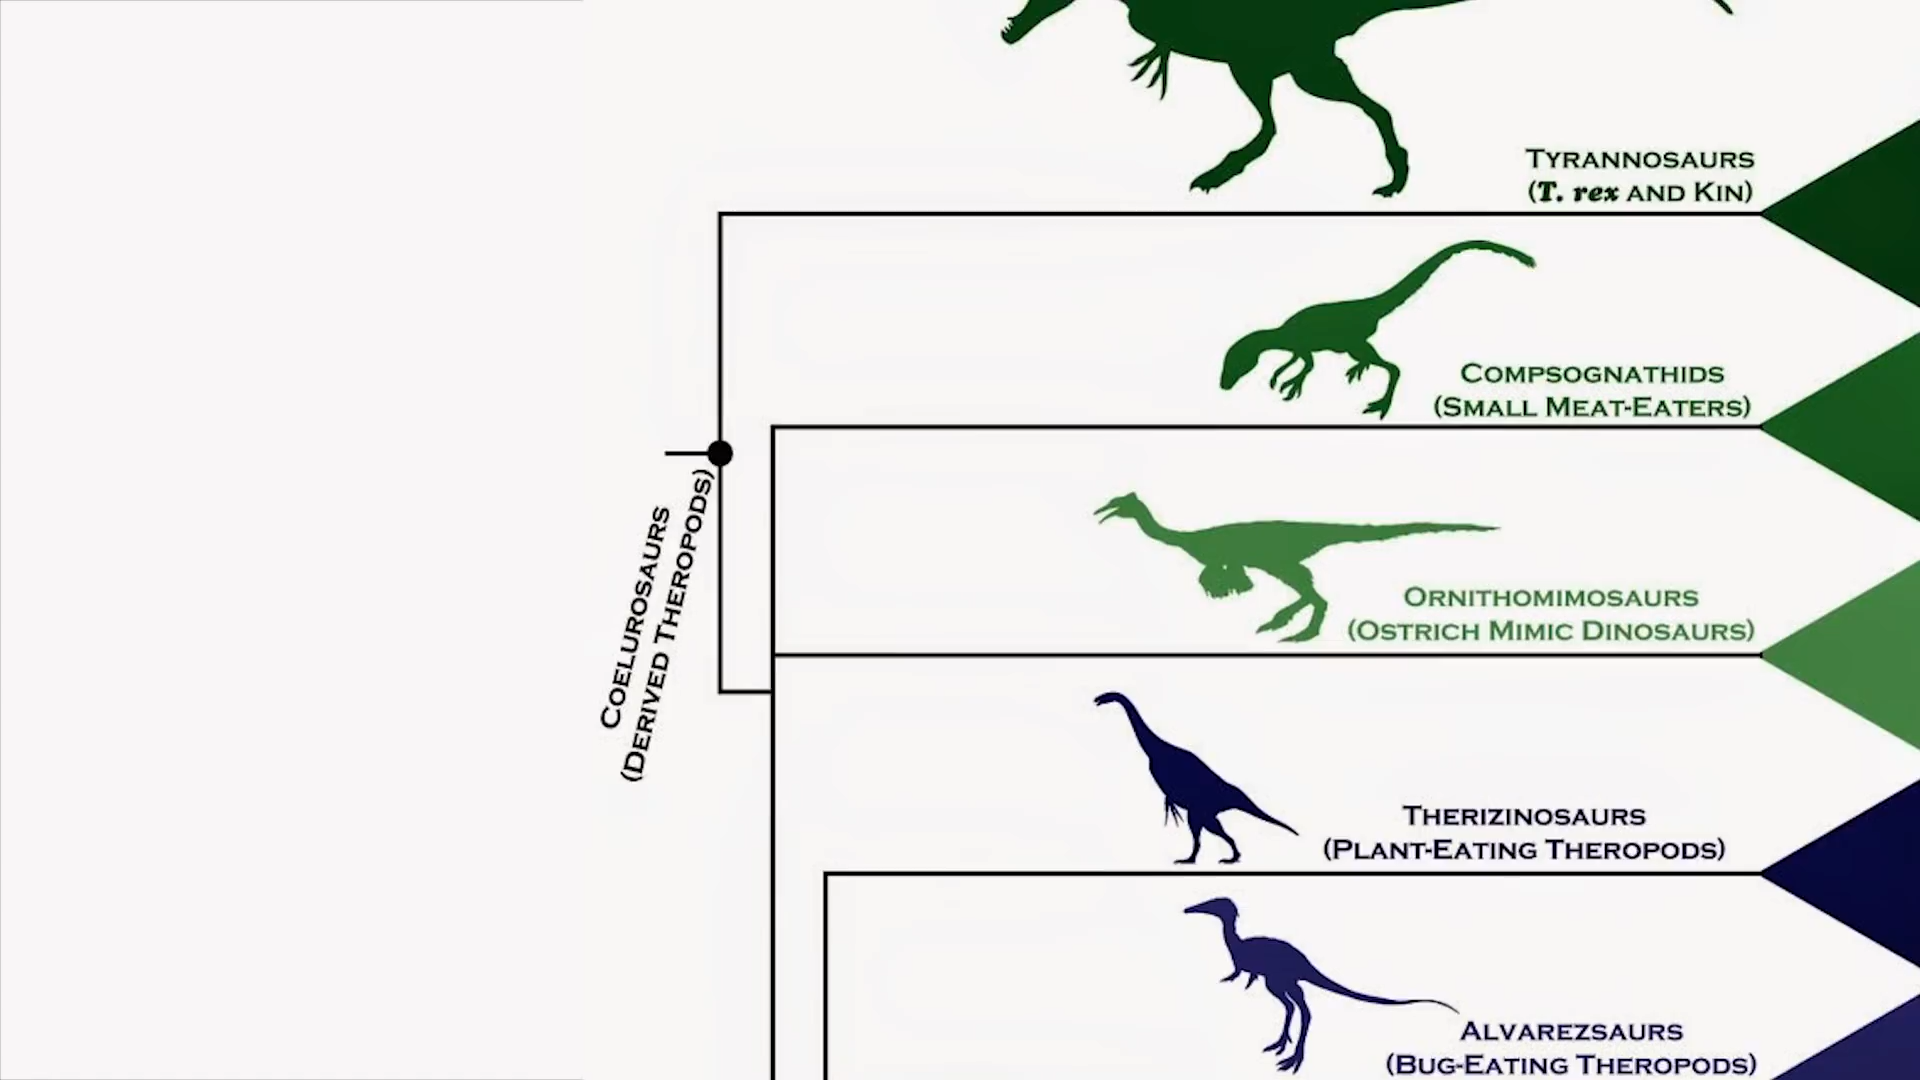 TYRANNOSAURS
(T. rex AND KIN)
COMPSOGNATHIDS
(SMALL MEAT-EATERS)
COELUROSAURS
(DERIVED THEROPODS)
ORNITHOMIMOSAURS
(OSTRICH MIMIC DINOSAURS)
THERIZINOSAURS
(PLANT-EATING THEROPODS)
ALVAREZSAURS
(BUG-EATING THEROPODS)